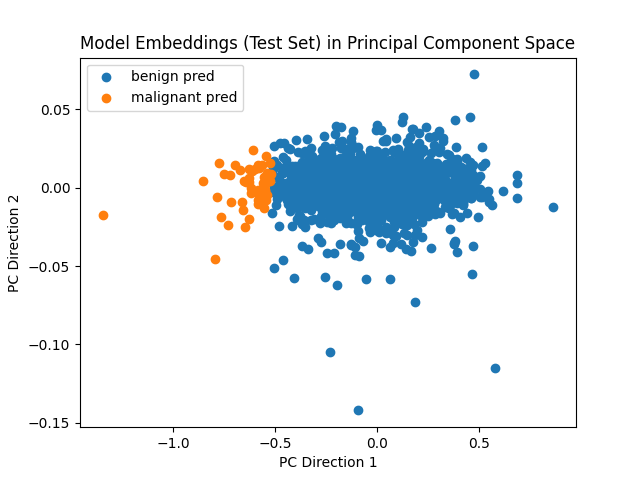 Model Embeddings (Test Set) in Principal Component Space
benign pred
malignant pred
0.05
0.00
−0.05
−0.10
−0.15
PC Direction 2
−1.0
−0.5
0.0
0.5
PC Direction 1